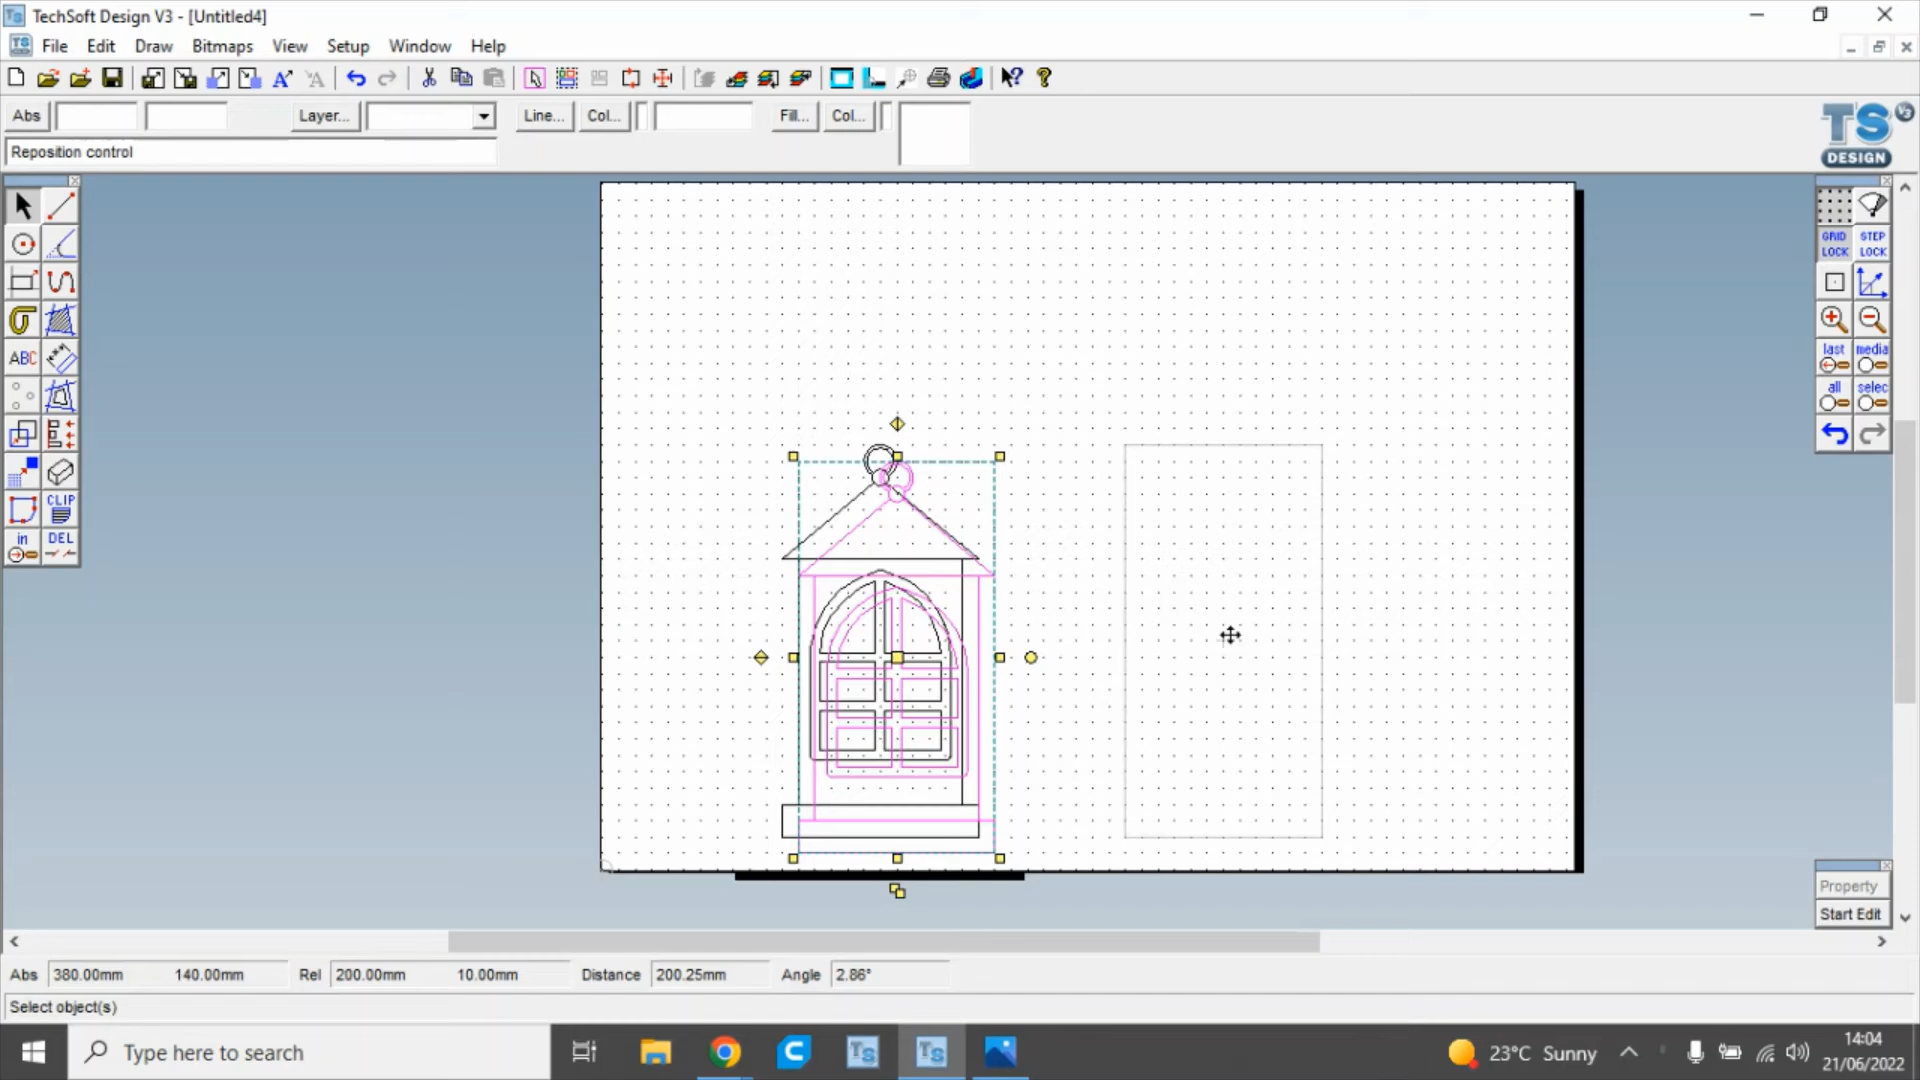 TechSoft Design V3 - [Untitled4]
File Edit Draw Bitmaps View Setup Window Help
Abs Layer... Line... Col... Fill... Col...
Reposition control
TS V3
DESIGN
GRID LOCK STEP LOCK
ABC
last media
all selec
CLIP
in DEL
Property
Start Edit
Abs 380.00mm 140.00mm Rel 200.00mm 10.00mm Distance 200.25mm Angle 2.86°
Select object(s)
Type here to search
23°C Sunny
14:04
21/06/2022